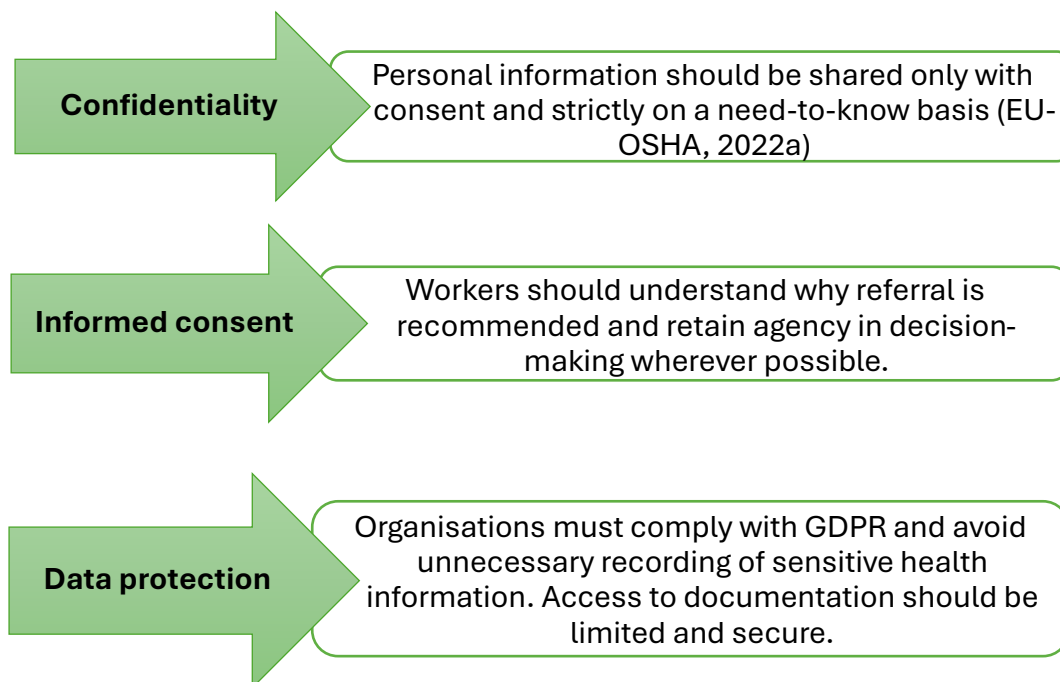 Confidentiality
Personal information should be shared only with
consent and strictly on a need-to-know basis (EU-
OSHA, 2022a)
Informed consent
Workers should understand why referral is
recommended and retain agency in decision-
making wherever possible.
Data protection
Organisations must comply with GDPR and avoid
unnecessary recording of sensitive health
information. Access to documentation should be
limited and secure.